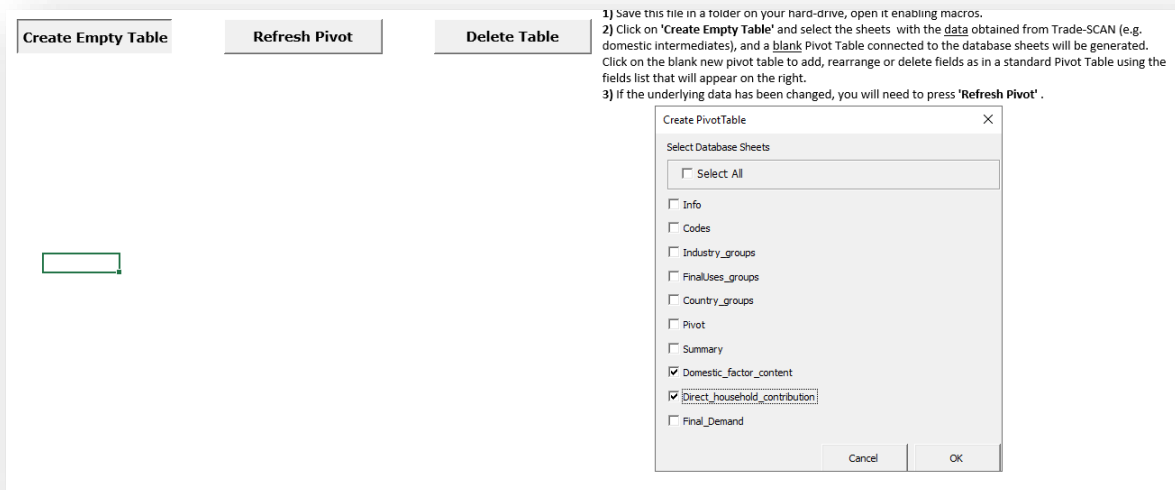 Create Empty Table
Refresh Pivot
Delete Table
1) Save this file in a folder on your hard-drive, open it enabling macros.
2) Click on 'Create Empty Table' and select the sheets with the data obtained from Trade-SCAN (e.g.
domestic intermediates), and a blank Pivot Table connected to the database sheets will be generated.
Click on the blank new pivot table to add, rearrange or delete fields as in a standard Pivot Table using the
fields list that will appear on the right.
3) If the underlying data has been changed, you will need to press 'Refresh Pivot' .
Create PivotTable
Select Database Sheets
Select All
Info
Codes
Industry_groups
FinalUses_groups
Country_groups
Pivot
Summary
Domestic_factor_content
Direct_household_contribution
Final_Demand
Cancel
OK